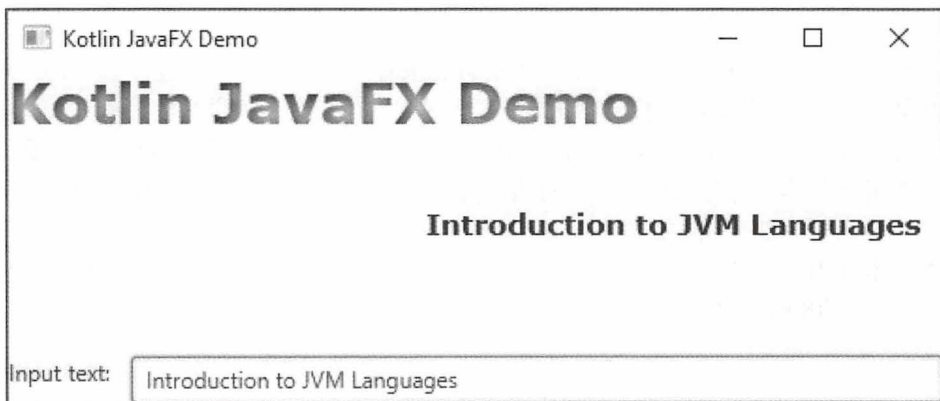 Kotlin JavaFX Demo
Kotlin JavaFX Demo
Introduction to JVM Languages
Input text: Introduction to JVM Languages